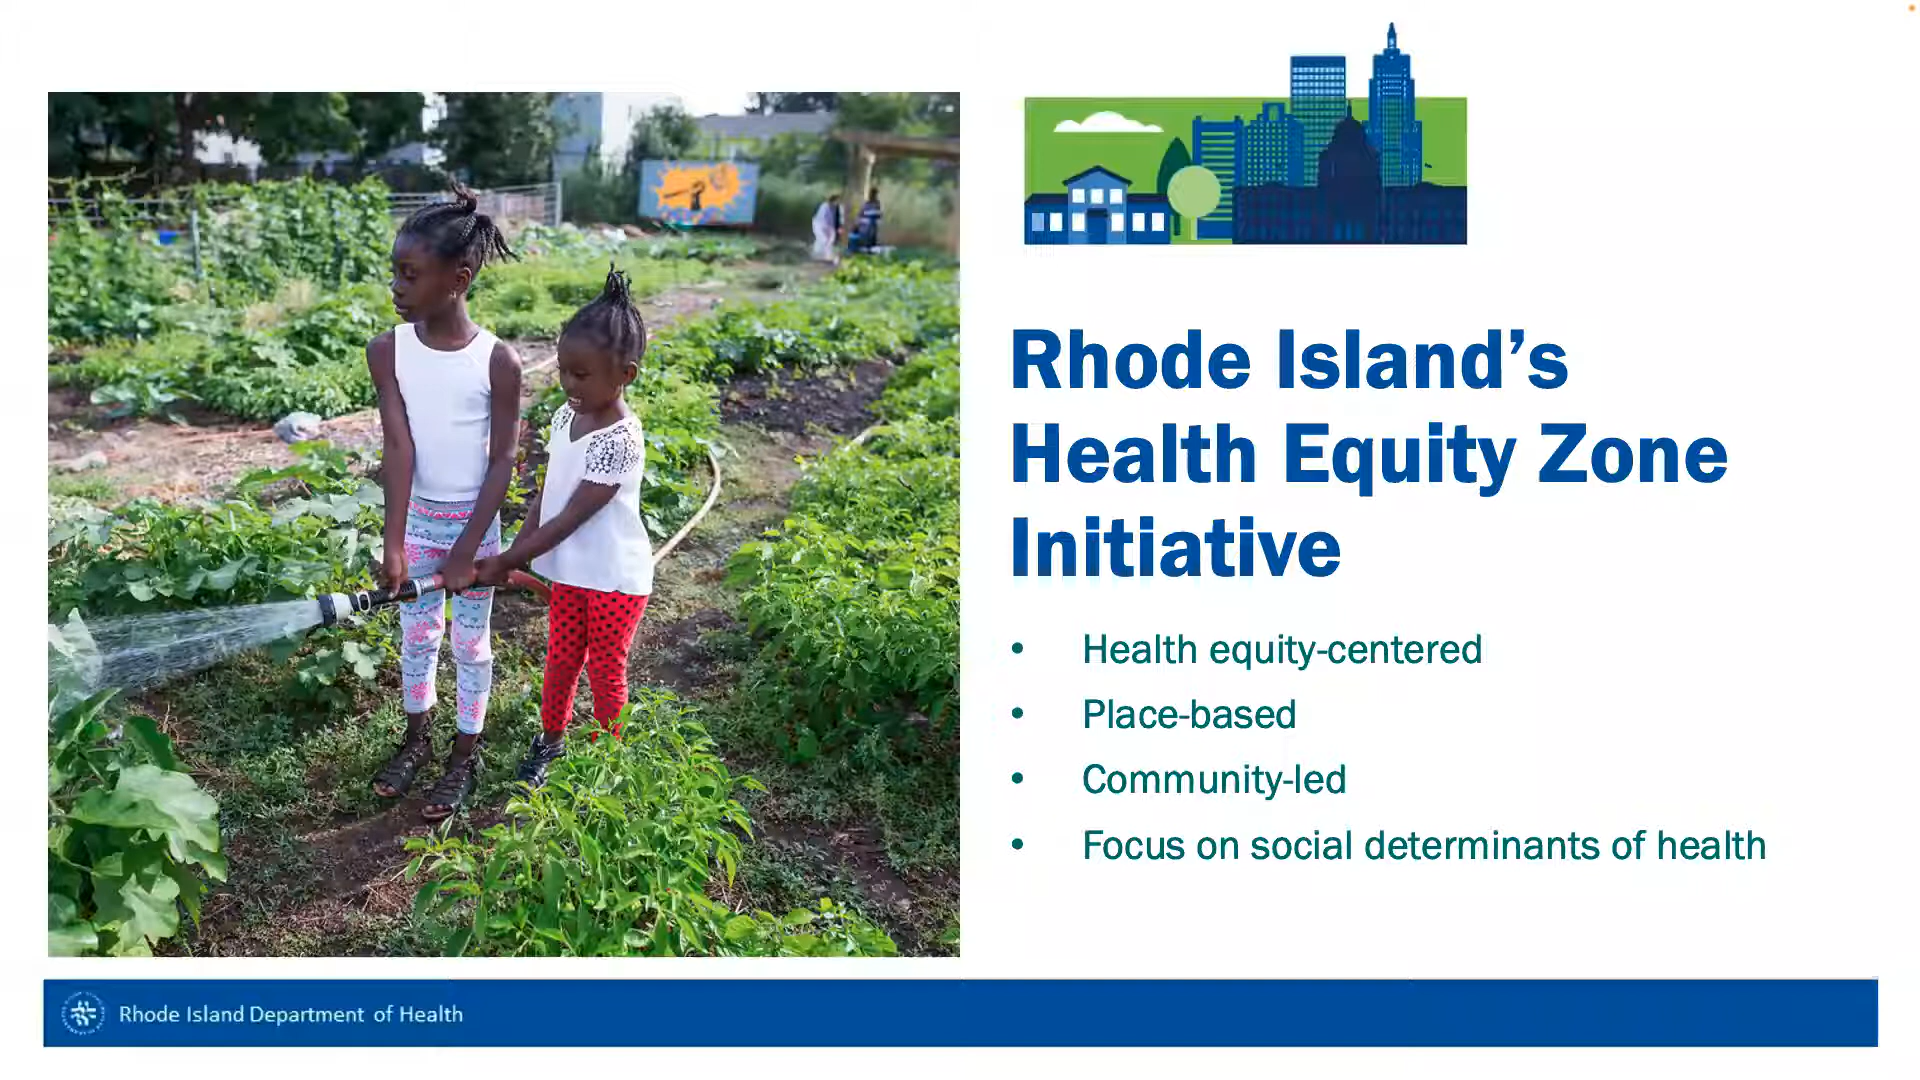 Rhode Island’s
Health Equity Zone
Initiative
• Health equity-centered
• Place-based
• Community-led
• Focus on social determinants of health
Rhode Island Department of Health